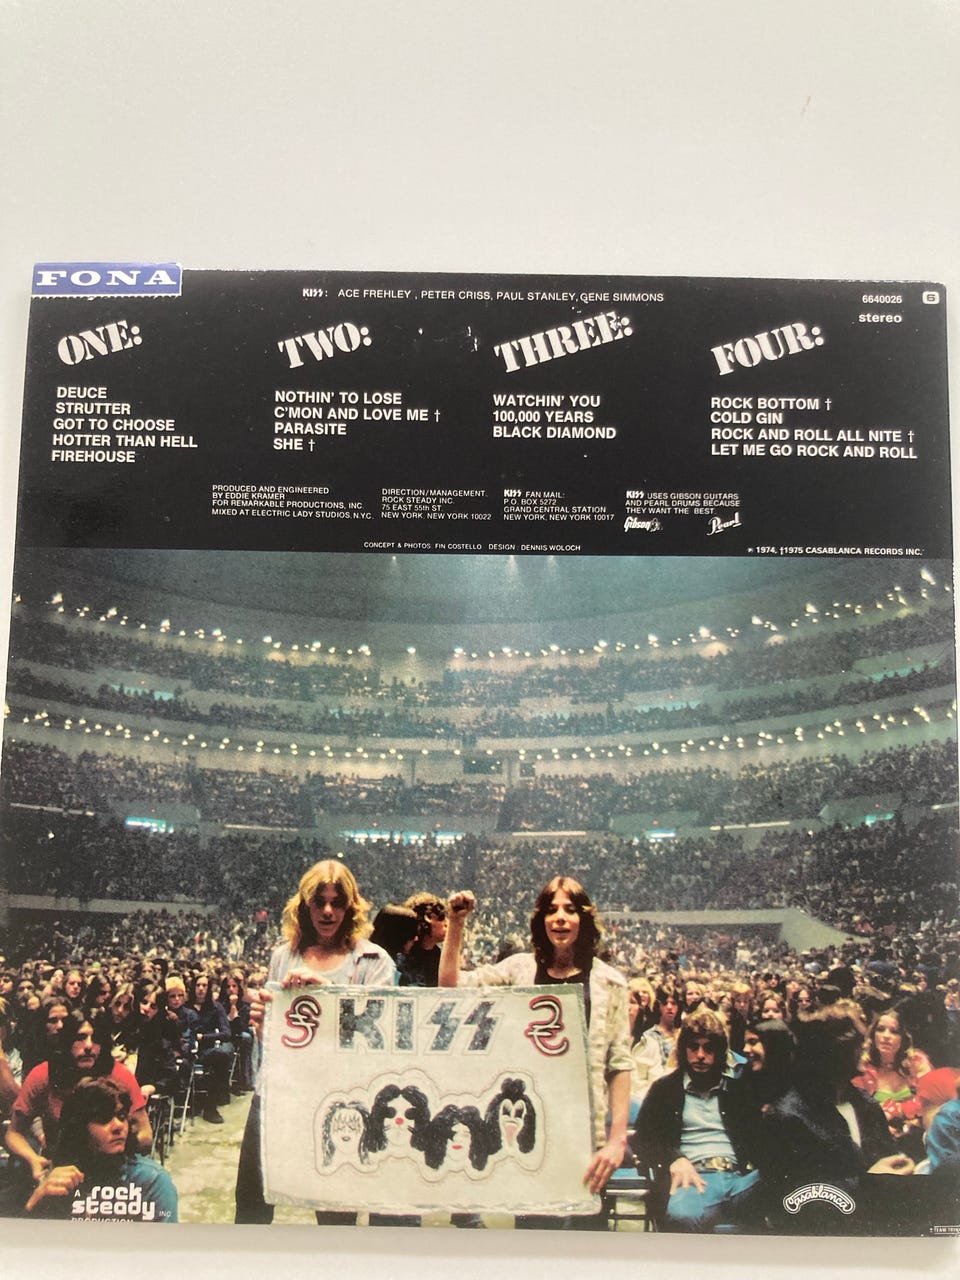 FONA
KISS: ACE FREHLEY, PETER CRISS, PAUL STANLEY, GENE SIMMONS
6640026 6
stereo
ONE:
DEUCE
STRUTTER
GOT TO CHOOSE
HOTTER THAN HELL
FIREHOUSE
TWO:
NOTHIN' TO LOSE
C'MON AND LOVE ME †
PARASITE
SHE †
THREE:
WATCHIN' YOU
100,000 YEARS
BLACK DIAMOND
FOUR:
ROCK BOTTOM †
COLD GIN
ROCK AND ROLL ALL NITE †
LET ME GO ROCK AND ROLL
PRODUCED AND ENGINEERED
BY EDDIE KRAMER
FOR REMARKABLE PRODUCTIONS, INC.
MIXED AT ELECTRIC LADY STUDIOS, N.Y.C.
DIRECTION/MANAGEMENT.
ROCK STEADY INC.
75 EAST 55th ST.
NEW YORK, NEW YORK 10022
KISS FAN MAIL:
P.O. BOX 5272
GRAND CENTRAL STATION
NEW YORK, NEW YORK 10017
KISS USES GIBSON GUITARS
AND PEARL DRUMS BECAUSE
THEY WANT THE BEST
Gibson Pearl
CONCEPT & PHOTOS: FIN COSTELLO DESIGN: DENNIS WOLOCH
℗ 1974, †1975 CASABLANCA RECORDS INC.
KISS
A rock
steady INC.
PRODUCTION
Casablanca